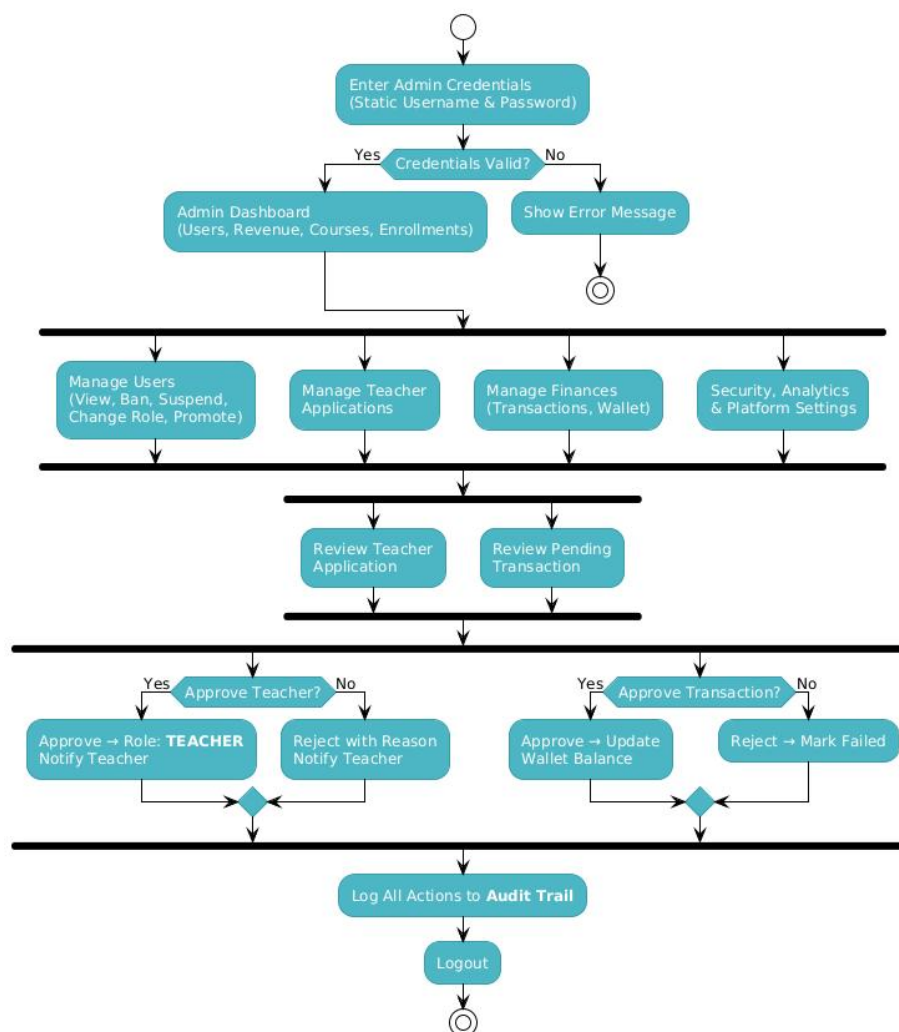 Enter Admin Credentials
(Static Username & Password)
Yes
Credentials Valid?
No
Admin Dashboard
(Users, Revenue, Courses, Enrollments)
Show Error Message
Manage Users
(View, Ban, Suspend,
Change Role, Promote)
Manage Teacher
Applications
Manage Finances
(Transactions, Wallet)
Security, Analytics
& Platform Settings
Review Teacher
Application
Review Pending
Transaction
Yes
Approve Teacher?
No
Approve → Role: TEACHER
Notify Teacher
Reject with Reason
Notify Teacher
Yes
Approve Transaction?
No
Approve → Update
Wallet Balance
Reject → Mark Failed
Log All Actions to Audit Trail
Logout